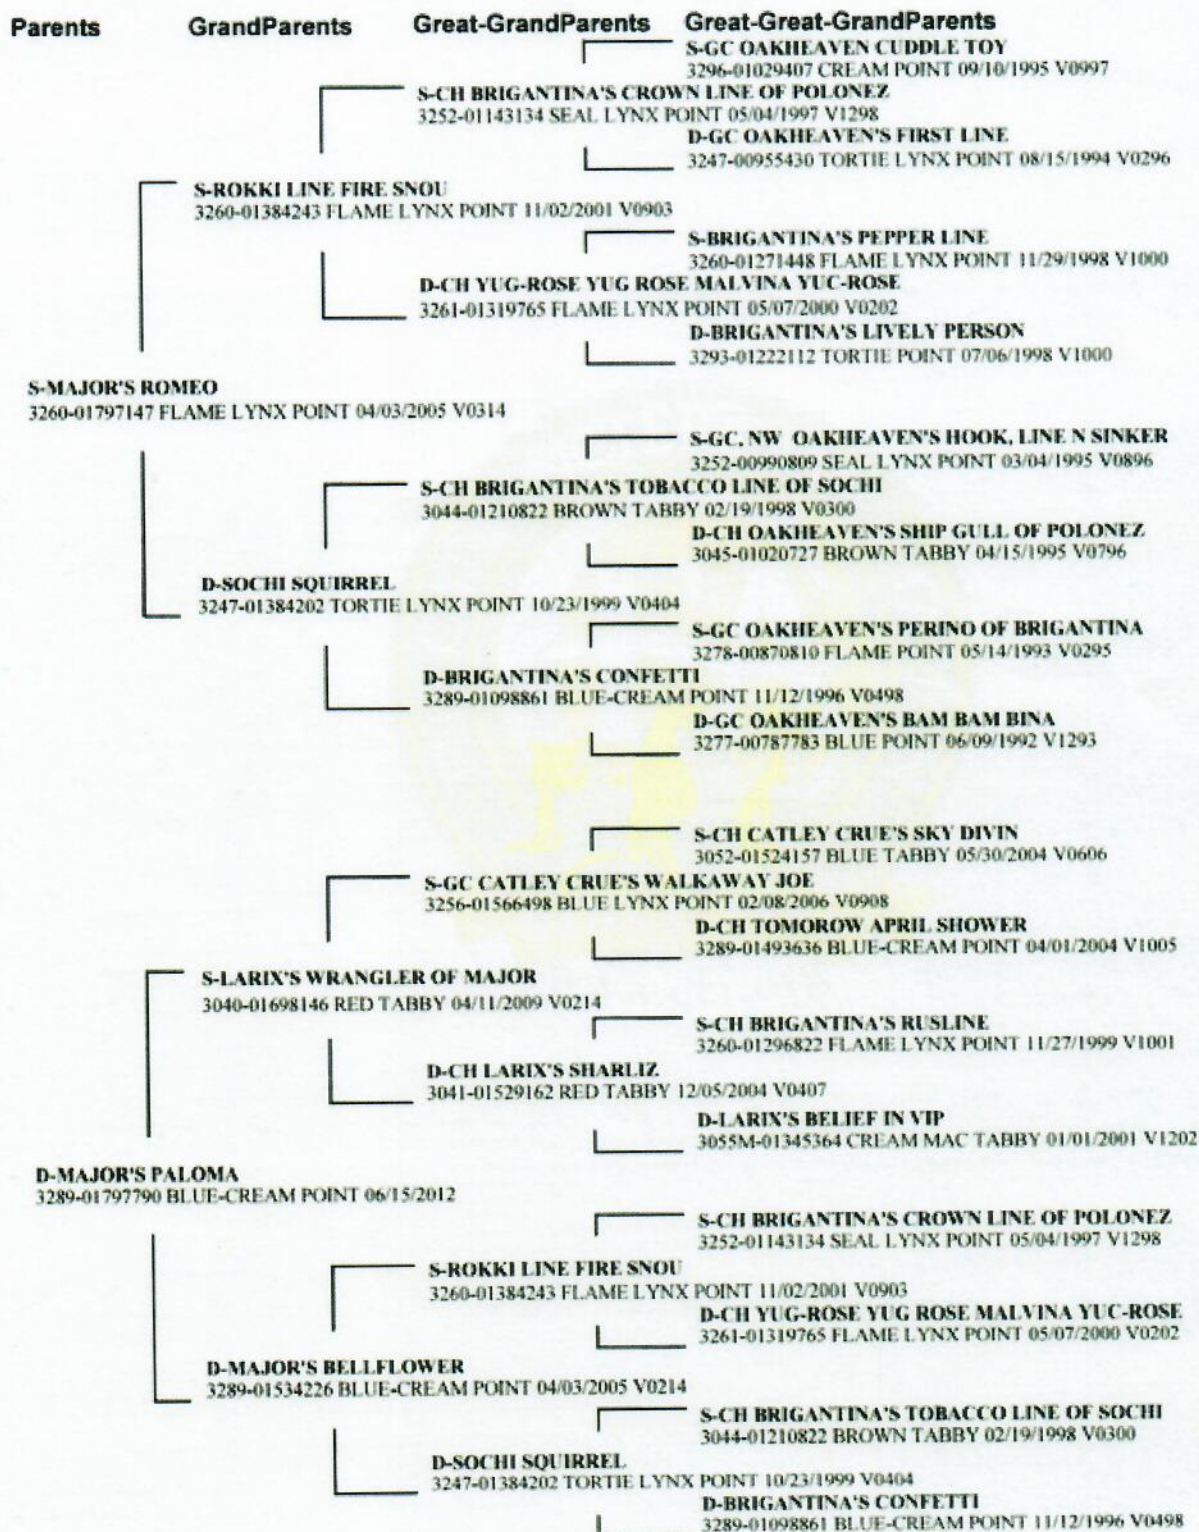 Parents GrandParents Great-GrandParents Great-Great-GrandParents
S-GC OAKHEAVEN CUDDLE TOY
3296-01029407 CREAM POINT 09/10/1995 V0997
S-CH BRIGANTINA'S CROWN LINE OF POLONEZ
3252-01143134 SEAL LYNX POINT 05/04/1997 V1298
D-GC OAKHEAVEN'S FIRST LINE
3247-00955430 TORTIE LYNX POINT 08/15/1994 V0296
S-ROKKI LINE FIRE SNOU
3260-01384243 FLAME LYNX POINT 11/02/2001 V0903
S-BRIGANTINA'S PEPPER LINE
3260-01271448 FLAME LYNX POINT 11/29/1998 V1000
D-CH YUG-ROSE YUG ROSE MALVINA YUC-ROSE
3261-01319765 FLAME LYNX POINT 05/07/2000 V0202
D-BRIGANTINA'S LIVELY PERSON
3293-01222112 TORTIE POINT 07/06/1998 V1000
S-MAJOR'S ROMEO
3260-01797147 FLAME LYNX POINT 04/03/2005 V0314
S-GC, NW OAKHEAVEN'S HOOK, LINE N SINKER
3252-00990809 SEAL LYNX POINT 03/04/1995 V0896
S-CH BRIGANTINA'S TOBACCO LINE OF SOCHI
3044-01210822 BROWN TABBY 02/19/1998 V0300
D-CH OAKHEAVEN'S SHIP GULL OF POLONEZ
3045-01020727 BROWN TABBY 04/15/1995 V0796
D-SOCHI SQUIRREL
3247-01384202 TORTIE LYNX POINT 10/23/1999 V0404
S-GC OAKHEAVEN'S PERINO OF BRIGANTINA
3278-00870810 FLAME POINT 05/14/1993 V0295
D-BRIGANTINA'S CONFETTI
3289-01098861 BLUE-CREAM POINT 11/12/1996 V0498
D-GC OAKHEAVEN'S BAM BAM BINA
3277-00787783 BLUE POINT 06/09/1992 V1293
S-CH CATLEY CRUE'S SKY DIVIN
3052-01524157 BLUE TABBY 05/30/2004 V0606
S-GC CATLEY CRUE'S WALKAWAY JOE
3256-01566498 BLUE LYNX POINT 02/08/2006 V0908
D-CH TOMOROW APRIL SHOWER
3289-01493636 BLUE-CREAM POINT 04/01/2004 V1005
S-LARIX'S WRANGLER OF MAJOR
3040-01698146 RED TABBY 04/11/2009 V0214
S-CH BRIGANTINA'S RUSLINE
3260-01296822 FLAME LYNX POINT 11/27/1999 V1001
D-CH LARIX'S SHARLIZ
3041-01529162 RED TABBY 12/05/2004 V0407
D-LARIX'S BELIEF IN VIP
3055M-01345364 CREAM MAC TABBY 01/01/2001 V1202
D-MAJOR'S PALOMA
3289-01797790 BLUE-CREAM POINT 06/15/2012
S-CH BRIGANTINA'S CROWN LINE OF POLONEZ
3252-01143134 SEAL LYNX POINT 05/04/1997 V1298
S-ROKKI LINE FIRE SNOU
3260-01384243 FLAME LYNX POINT 11/02/2001 V0903
D-CH YUG-ROSE YUG ROSE MALVINA YUC-ROSE
3261-01319765 FLAME LYNX POINT 05/07/2000 V0202
D-MAJOR'S BELLFLOWER
3289-01534226 BLUE-CREAM POINT 04/03/2005 V0214
S-CH BRIGANTINA'S TOBACCO LINE OF SOCHI
3044-01210822 BROWN TABBY 02/19/1998 V0300
D-SOCHI SQUIRREL
3247-01384202 TORTIE LYNX POINT 10/23/1999 V0404
D-BRIGANTINA'S CONFETTI
3289-01098861 BLUE-CREAM POINT 11/12/1996 V0498